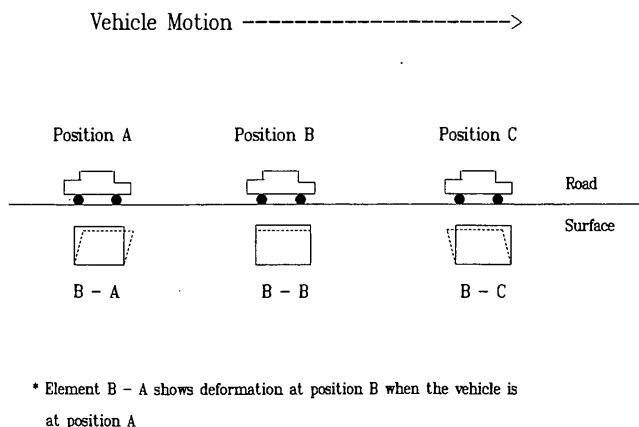 Vehicle Motion ---------------------->
Position A Position B Position C
Road
Surface
B - A B - B B - C
* Element B - A shows deformation at position B when the vehicle is
at position A